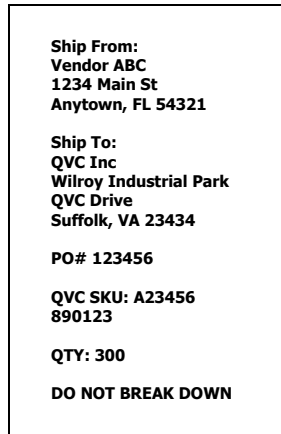 Ship From:
Vendor ABC
1234 Main St
Anytown, FL 54321
Ship To:
QVC Inc
Wilroy Industrial Park
QVC Drive
Suffolk, VA 23434
PO# 123456
QVC SKU: A23456
890123
QTY: 300
DO NOT BREAK DOWN